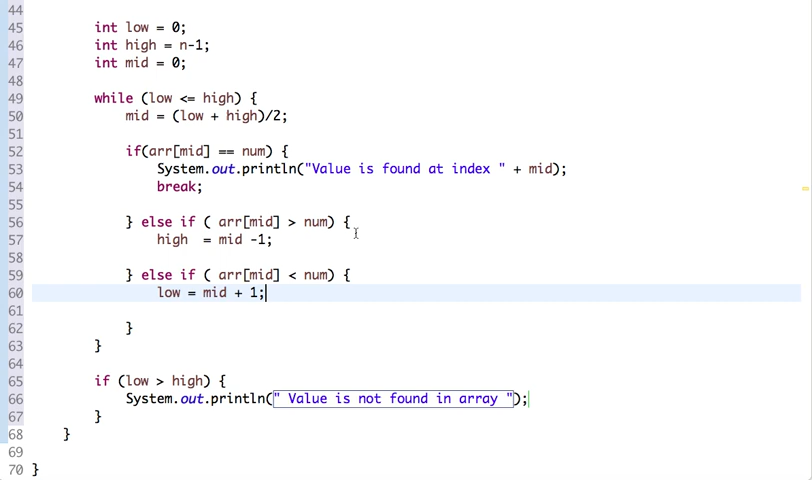 44
45 int low = 0;
46 int high = n-1;
47 int mid = 0;
48
49 while (low <= high) {
50 mid = (low + high)/2;
51
52 if(arr[mid] == num) {
53 System.out.println("Value is found at index " + mid);
54 break;
55
56 } else if ( arr[mid] > num) {
57 high  = mid -1;
58
59 } else if ( arr[mid] < num) {
60 low = mid + 1;
61
62 }
63 }
64
65 if (low > high) {
66 System.out.println(" Value is not found in array ");
67 }
68 }
69
70 }